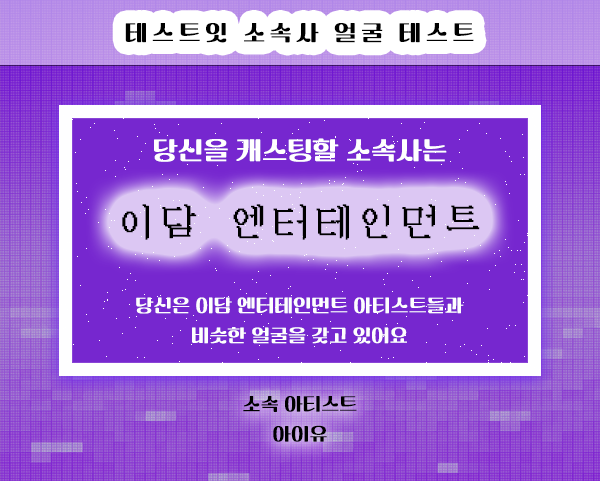 테스트잇 소속사 얼굴 테스트
당신을 캐스팅할 소속사는
이담 엔터테인먼트
당신은 이담 엔터테인먼트 아티스트들과
비슷한 얼굴을 갖고 있어요
소속 아티스트
아이유